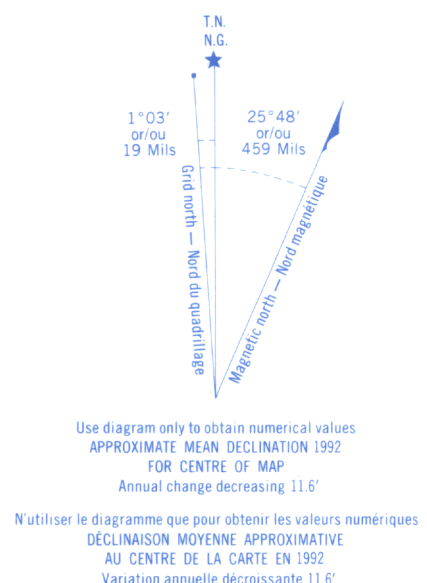 T.N.
N.G.
1°03′
or/ou
19 Mils
25°48′
or/ou
459 Mils
Grid north — Nord du quadrillage
Magnetic north — Nord magnétique
Use diagram only to obtain numerical values
APPROXIMATE MEAN DECLINATION 1992
FOR CENTRE OF MAP
Annual change decreasing 11.6′
N'utiliser le diagramme que pour obtenir les valeurs numériques
DÉCLINAISON MOYENNE APPROXIMATIVE
AU CENTRE DE LA CARTE EN 1992
Variation annuelle décroissante 11.6′